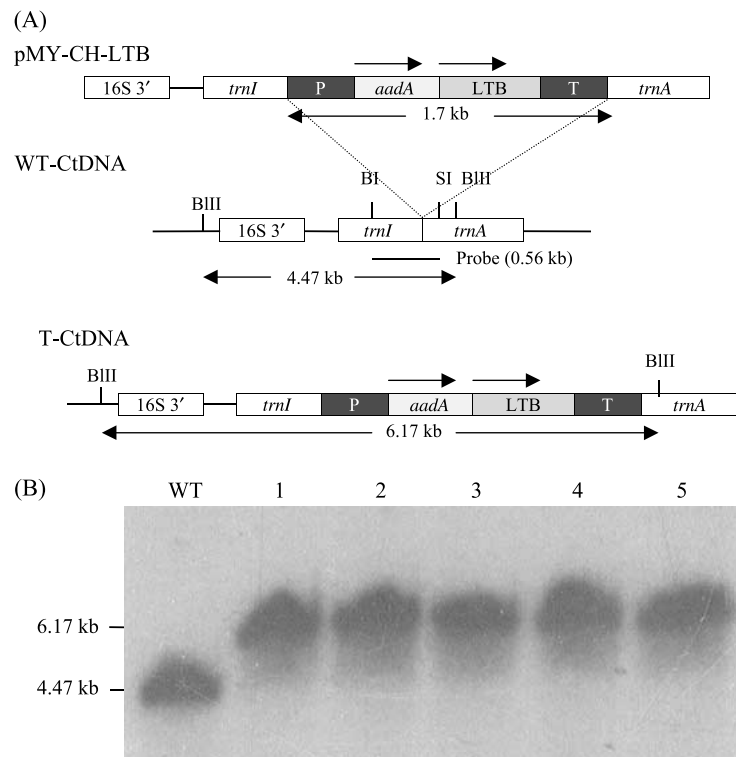 (A)
pMY-CH-LTB
16S 3′ trnI P aadA LTB T trnA
1.7 kb
WT-CtDNA
BI SI BlII
BlII
16S 3′ trnI trnA
Probe (0.56 kb)
4.47 kb
T-CtDNA
BlII BlII
16S 3′ trnI P aadA LTB T trnA
6.17 kb
(B)
WT 1 2 3 4 5
6.17 kb
4.47 kb